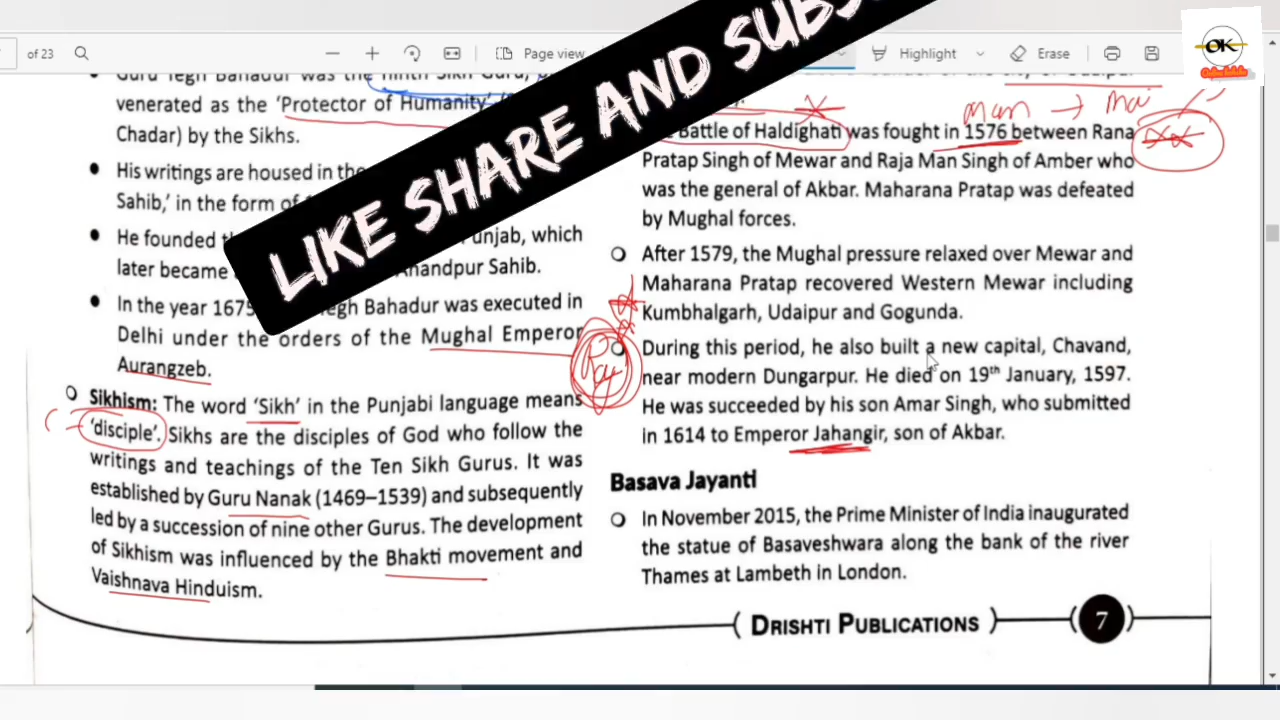 of 23
Page view
Highlight
Erase
OK
LIKE SHARE AND SUBS
Guru Tegh Bahadur was the Ninth Sikh Guru,
venerated as the 'Protector of Humanity'
Chadar) by the Sikhs.
His writings are housed in the
Sahib,' in the form of
He founded Punjab, which
later became Anandpur Sahib.
In the year 1675 Tegh Bahadur was executed in
Delhi under the orders of the Mughal Emperor
Aurangzeb.
Sikhism: The word 'Sikh' in the Punjabi language means
'disciple'. Sikhs are the disciples of God who follow the
writings and teachings of the Ten Sikh Gurus. It was
established by Guru Nanak (1469–1539) and subsequently
led by a succession of nine other Gurus. The development
of Sikhism was influenced by the Bhakti movement and
Vaishnava Hinduism.
man → mai
Battle of Haldighati was fought in 1576 between Rana
Pratap Singh of Mewar and Raja Man Singh of Amber who
was the general of Akbar. Maharana Pratap was defeated
by Mughal forces.
After 1579, the Mughal pressure relaxed over Mewar and
Maharana Pratap recovered Western Mewar including
Kumbhalgarh, Udaipur and Gogunda.
During this period, he also built a new capital, Chavand,
near modern Dungarpur. He died on 19th January, 1597.
He was succeeded by his son Amar Singh, who submitted
in 1614 to Emperor Jahangir, son of Akbar.
Basava Jayanti
In November 2015, the Prime Minister of India inaugurated
the statue of Basaveshwara along the bank of the river
Thames at Lambeth in London.
DRISHTI PUBLICATIONS
7